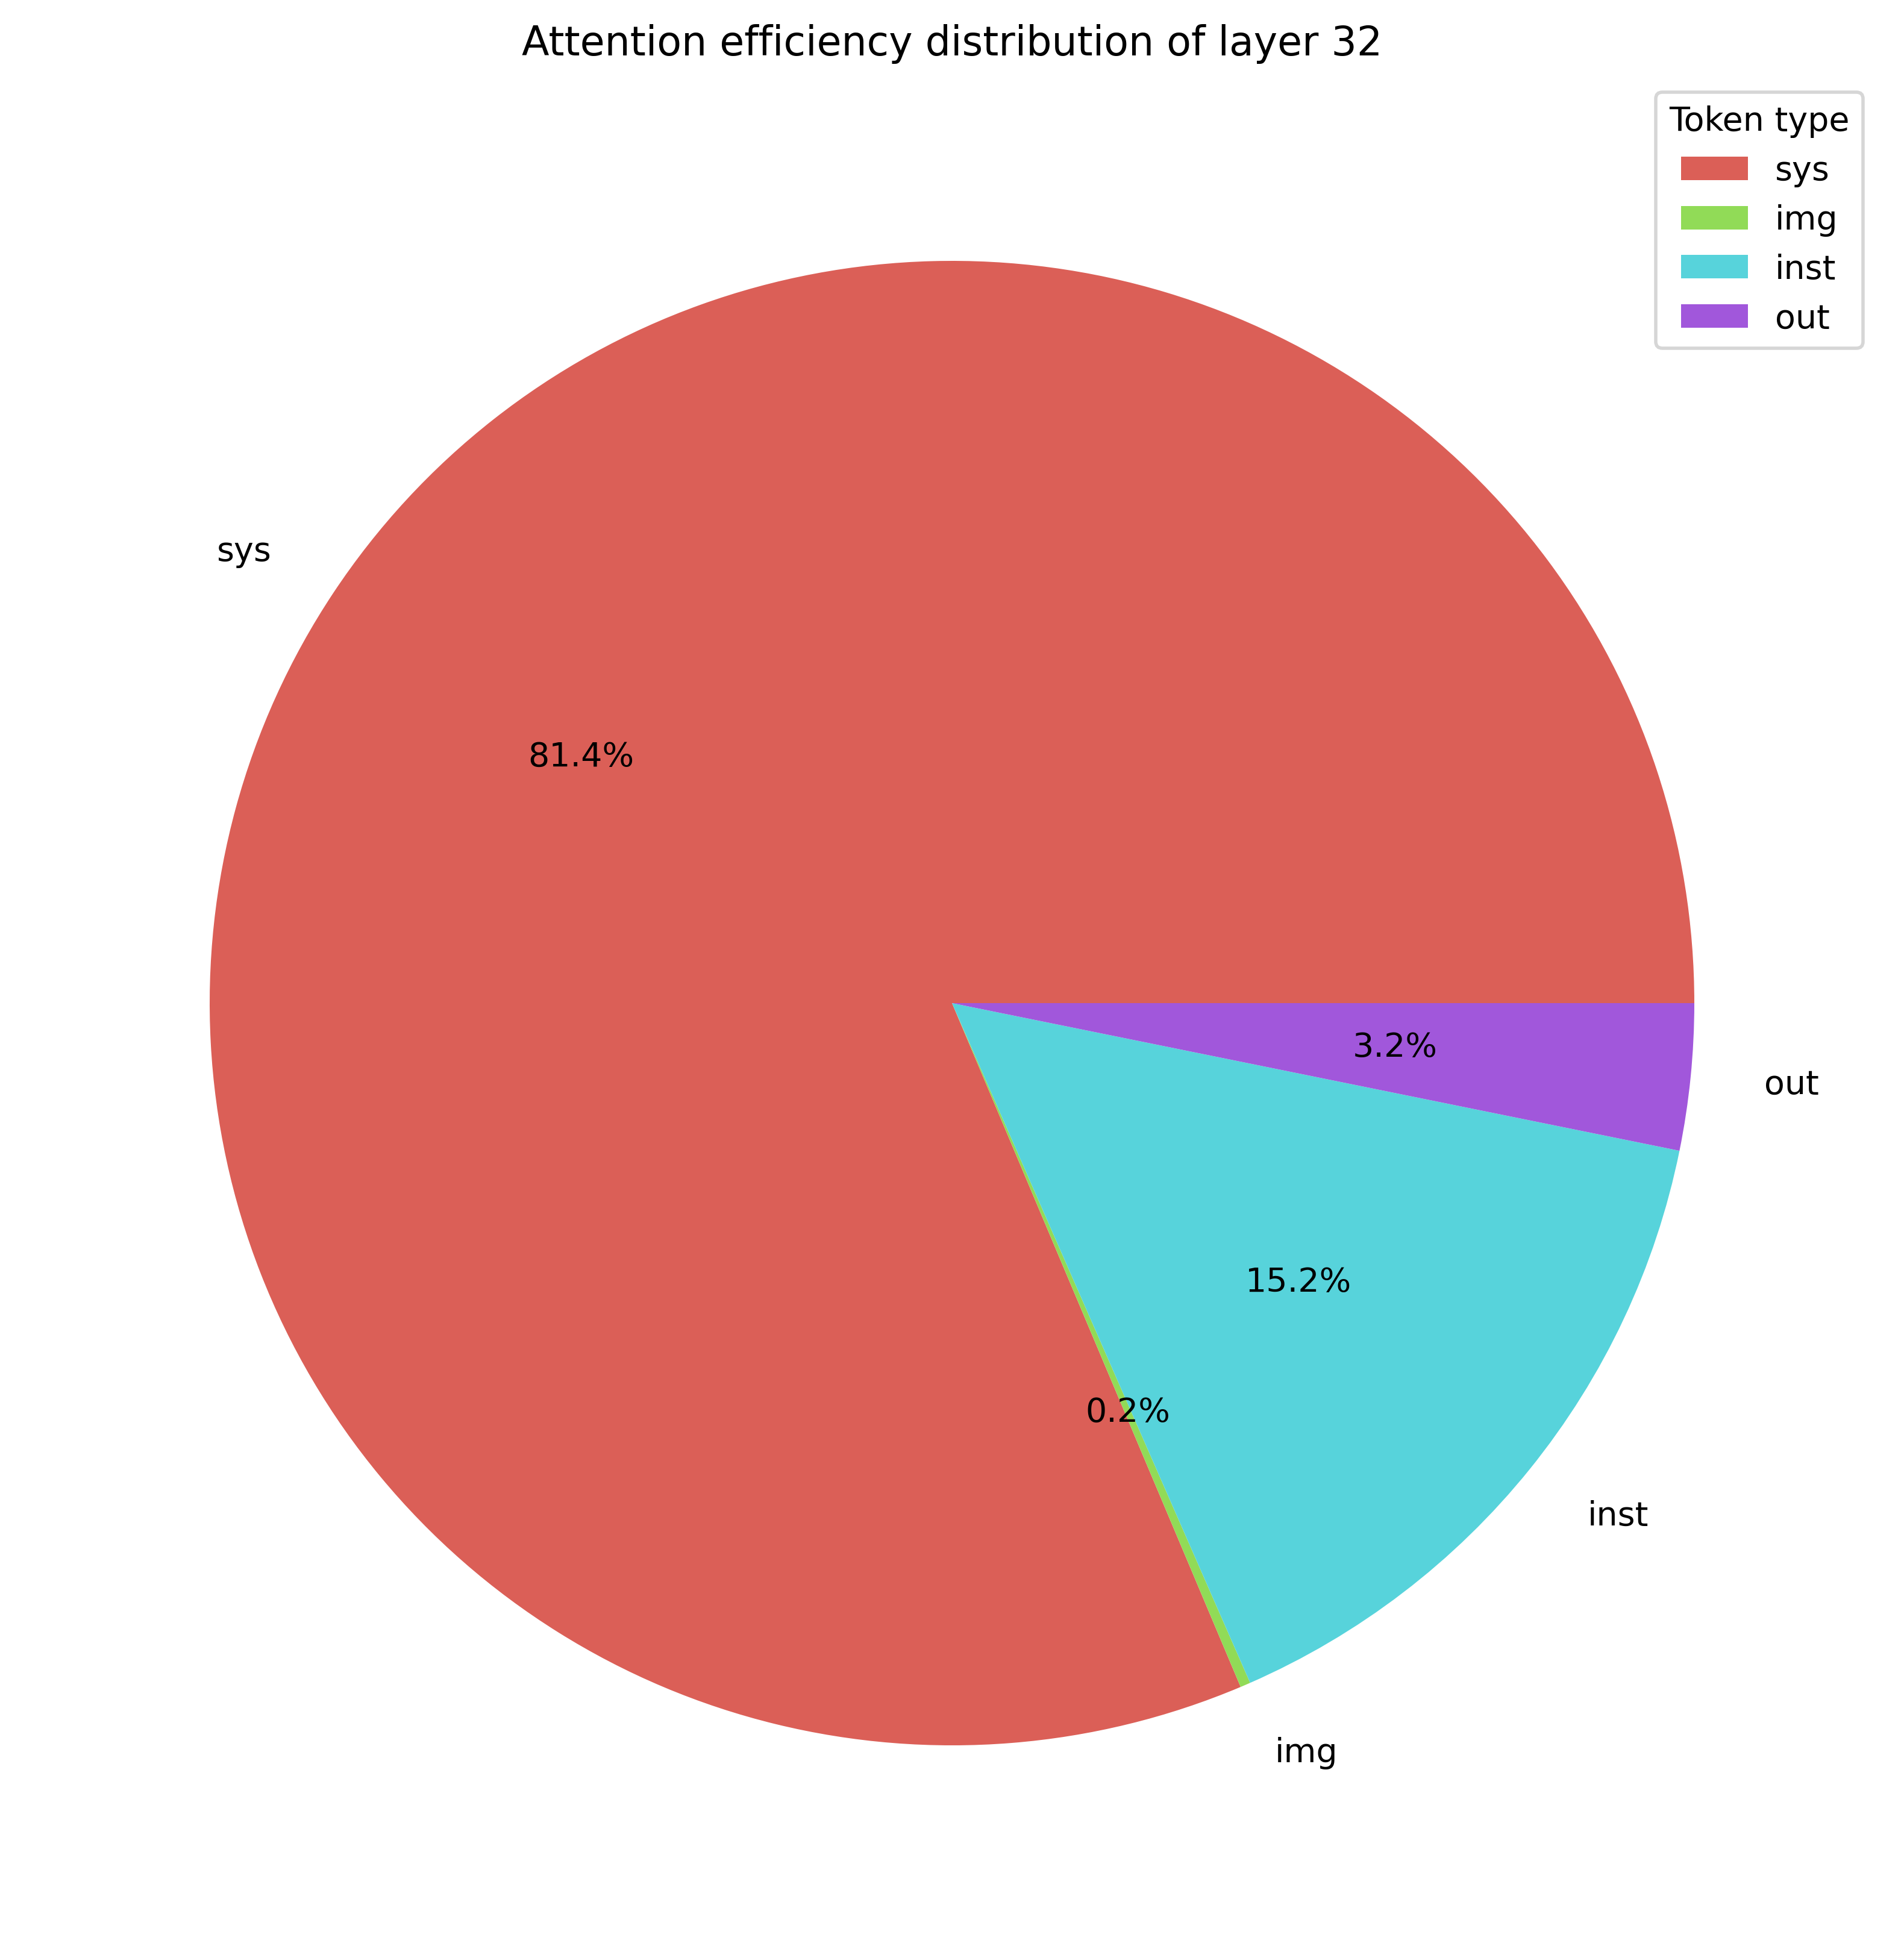 Attention efficiency distribution of layer 32
Token type
sys
img
inst
out
sys
81.4%
3.2%
out
15.2%
0.2%
inst
img